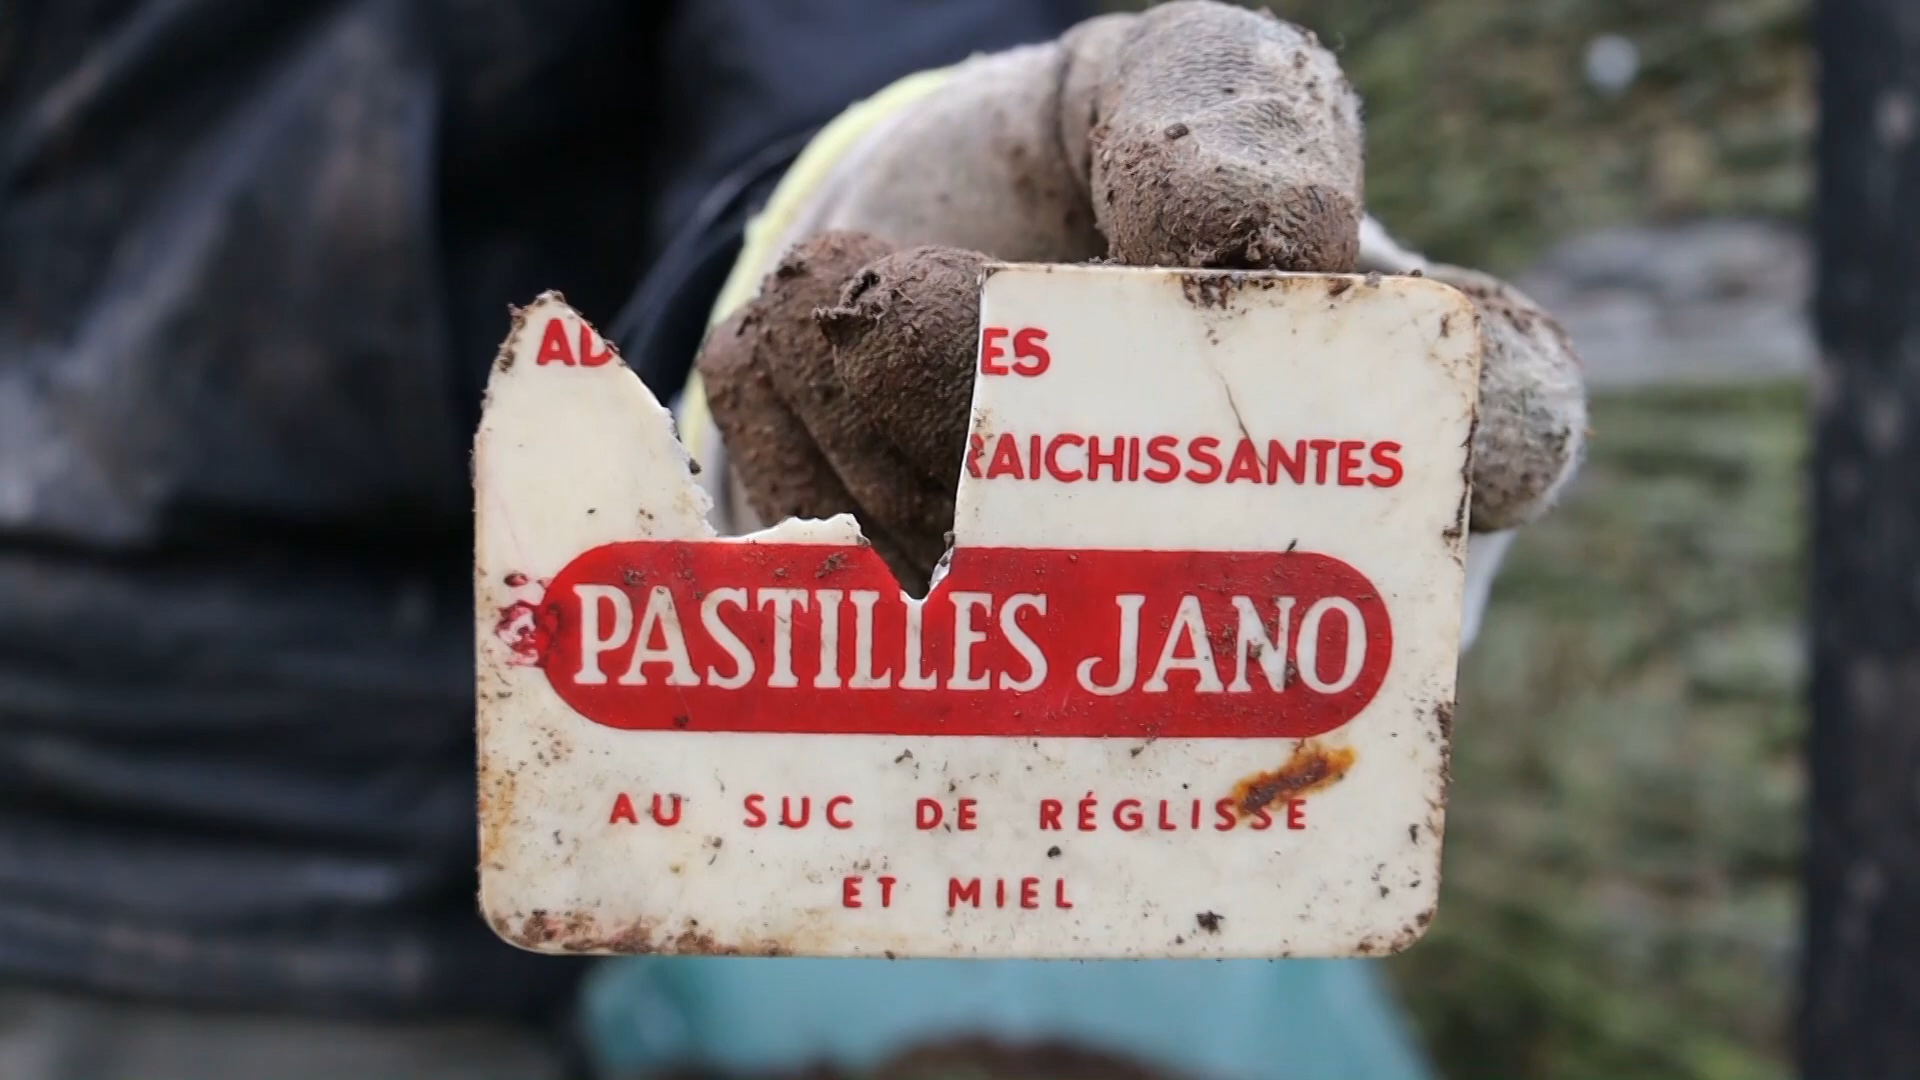 AD ES
RAICHISSANTES
PASTILLES JANO
AU SUC DE RÉGLISSE
ET MIEL